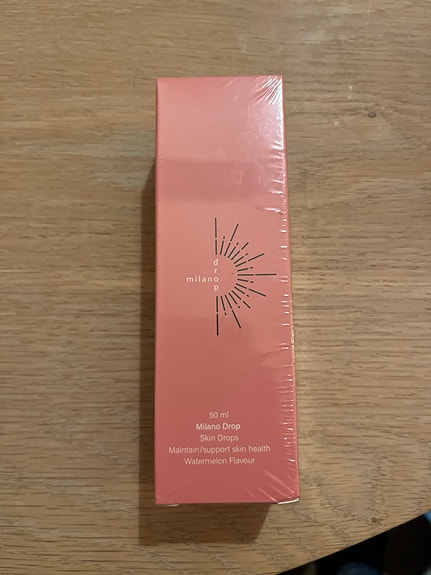 milano
drop
50 ml
Milano Drop
Skin Drops
Maintain/support skin health
Watermelon Flavour